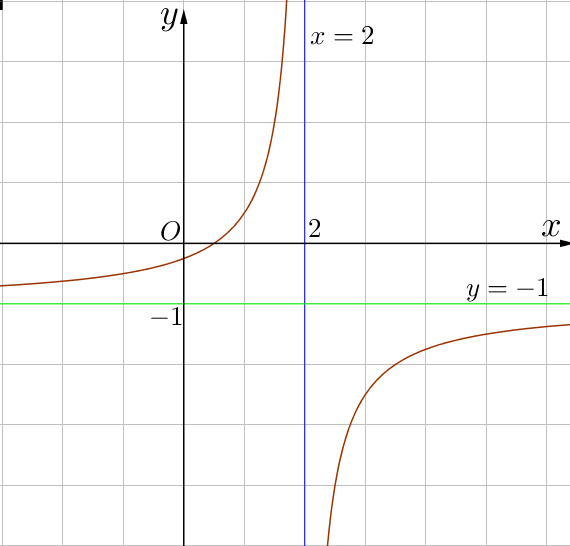 y
x = 2
O
2
x
y = −1
−1